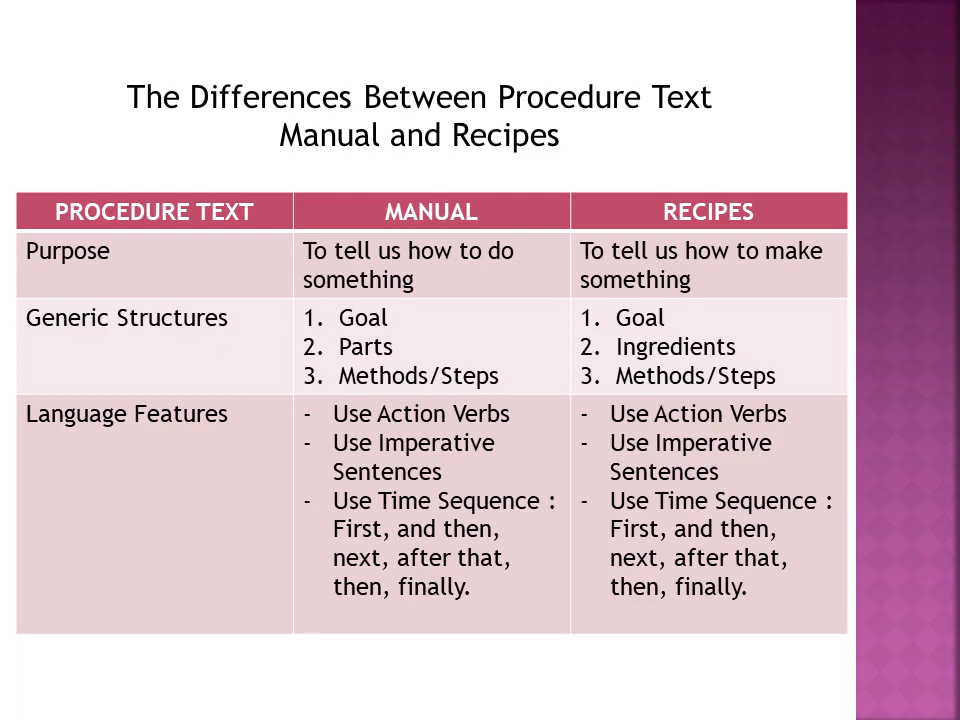 The Differences Between Procedure Text
Manual and Recipes
PROCEDURE TEXT
MANUAL
RECIPES
Purpose
To tell us how to do
something
To tell us how to make
something
Generic Structures
1. Goal
2. Parts
3. Methods/Steps
1. Goal
2. Ingredients
3. Methods/Steps
Language Features
- Use Action Verbs
- Use Imperative
Sentences
- Use Time Sequence :
First, and then,
next, after that,
then, finally.
- Use Action Verbs
- Use Imperative
Sentences
- Use Time Sequence :
First, and then,
next, after that,
then, finally.